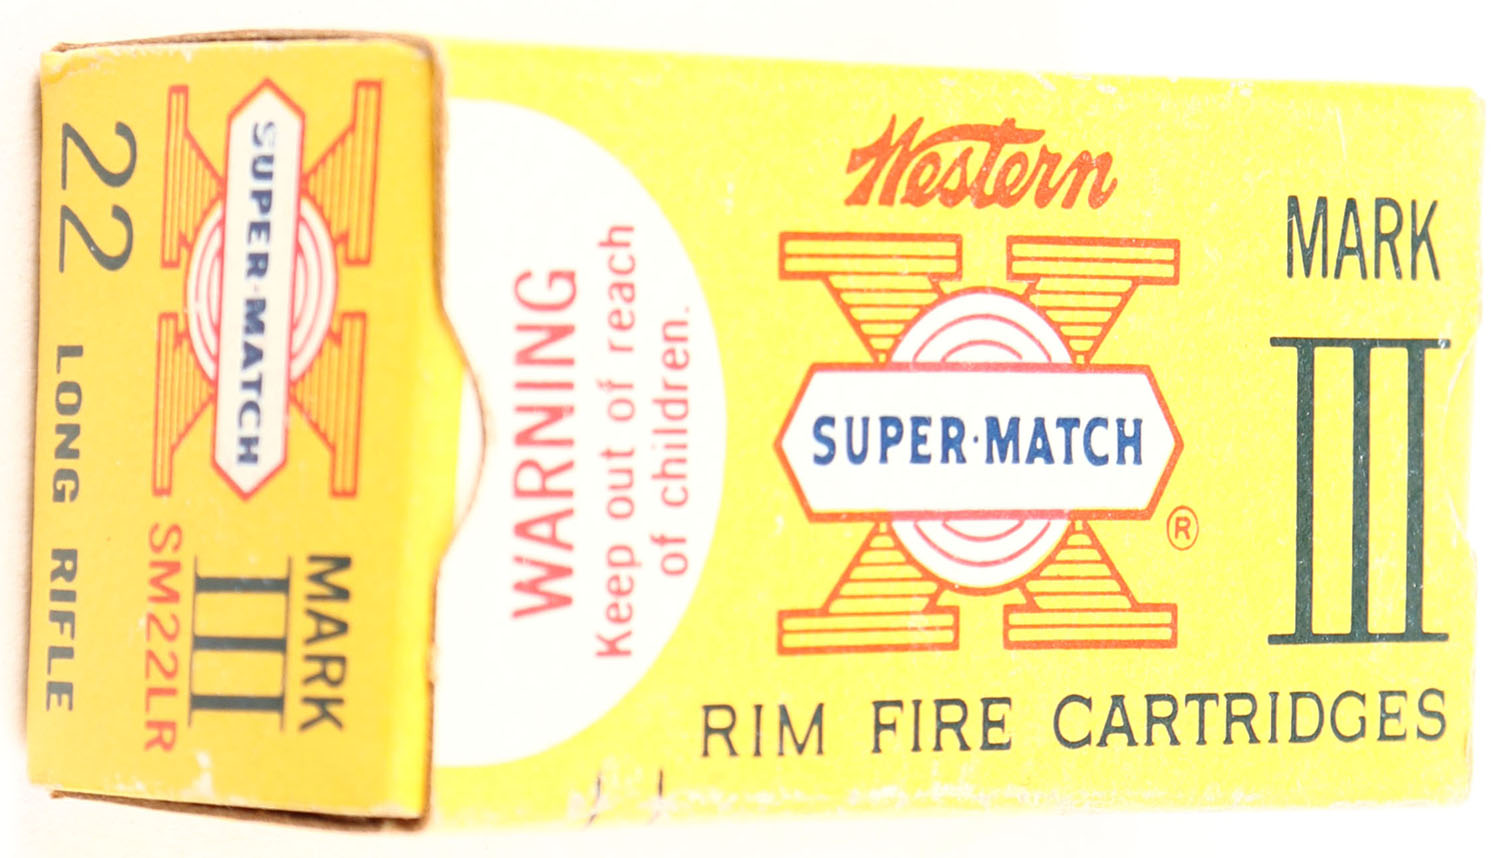 Western
SUPER·MATCH
®
MARK
III
RIM FIRE CARTRIDGES
WARNING
Keep out of reach
of children.
SUPER·MATCH
MARK
III
SM22LR
22 LONG RIFLE